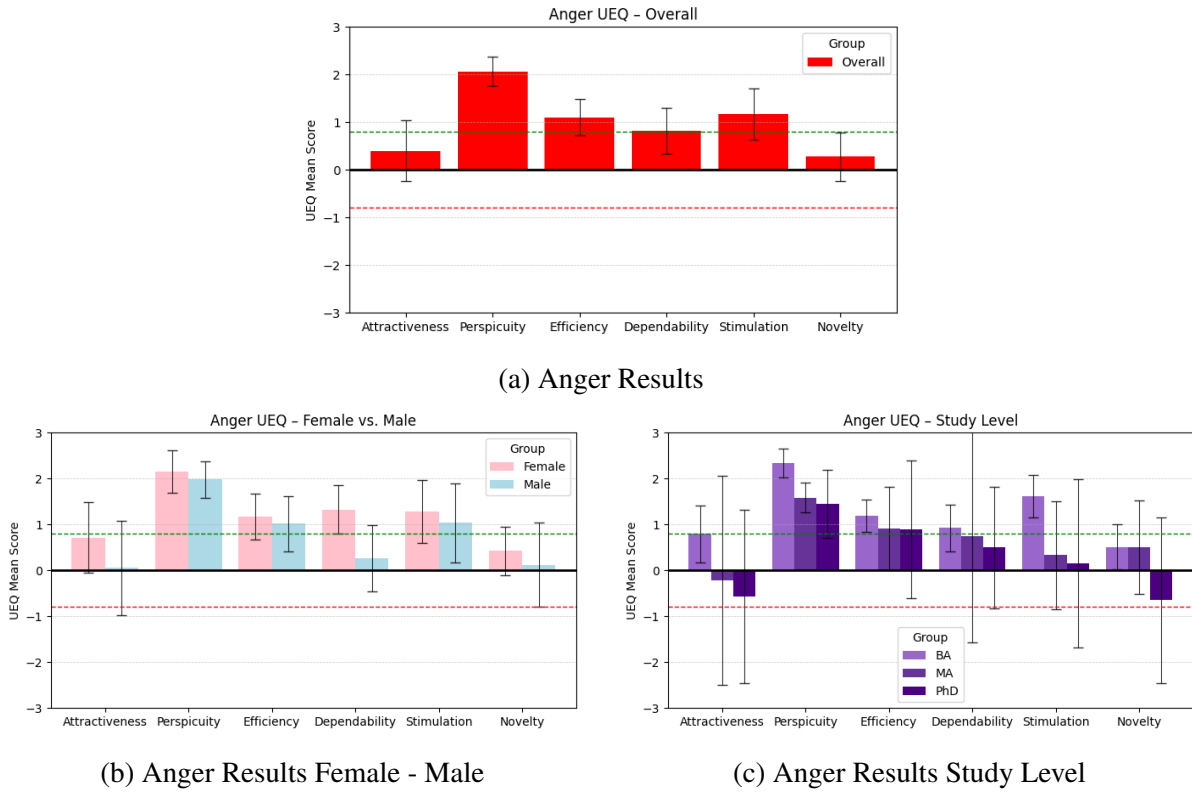 Anger UEQ – Overall
3
2
1
0
−1
−2
−3
UEQ Mean Score
Group
Overall
Attractiveness Perspicuity Efficiency Dependability Stimulation Novelty
(a) Anger Results
Anger UEQ – Female vs. Male
3
2
1
0
−1
−2
−3
UEQ Mean Score
Group
Female
Male
Attractiveness Perspicuity Efficiency Dependability Stimulation Novelty
(b) Anger Results Female - Male
Anger UEQ – Study Level
3
2
1
0
−1
−2
−3
UEQ Mean Score
Group
BA
MA
PhD
Attractiveness Perspicuity Efficiency Dependability Stimulation Novelty
(c) Anger Results Study Level